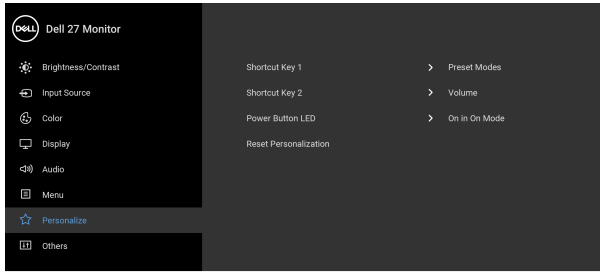 DELL Dell 27 Monitor
Brightness/Contrast
Input Source
Color
Display
Audio
Menu
Personalize
Others
Shortcut Key 1 > Preset Modes
Shortcut Key 2 > Volume
Power Button LED > On in On Mode
Reset Personalization